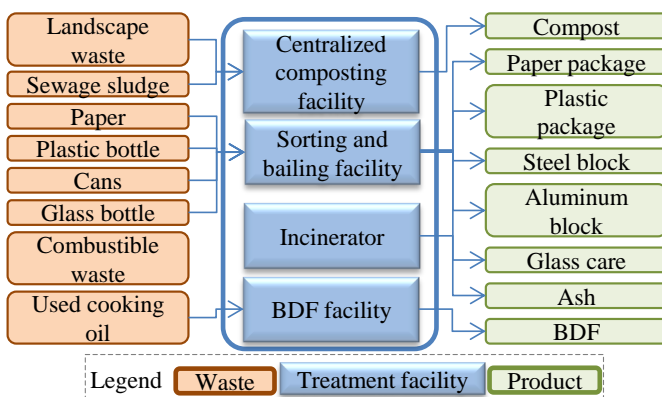 Landscape
waste
Sewage sludge
Paper
Plastic bottle
Cans
Glass bottle
Combustible
waste
Used cooking
oil
Centralized
composting
facility
Sorting and
bailing facility
Incinerator
BDF facility
Compost
Paper package
Plastic
package
Steel block
Aluminum
block
Glass care
Ash
BDF
Legend Waste Treatment facility Product